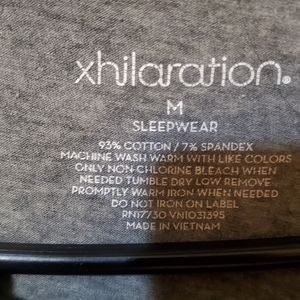 xhilaration®
M
SLEEPWEAR
93% COTTON / 7% SPANDEX
MACHINE WASH WARM WITH LIKE COLORS
ONLY NON-CHLORINE BLEACH WHEN
NEEDED TUMBLE DRY LOW REMOVE
PROMPTLY WARM IRON WHEN NEEDED
DO NOT IRON ON LABEL
RN17730 VN1031395
MADE IN VIETNAM